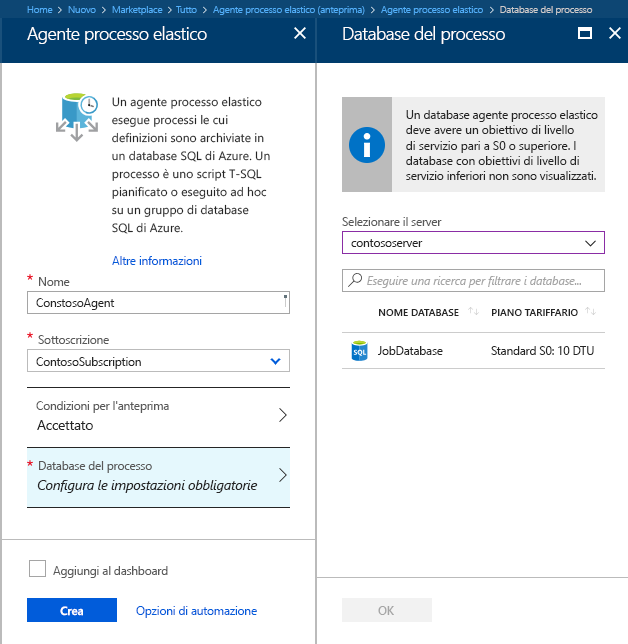 Home > Nuovo > Marketplace > Tutto > Agente processo elastico (anteprima) > Agente processo elastico > Database del processo
Agente processo elastico
Un agente processo elastico
esegue processi le cui
definizioni sono archiviate in
un database SQL di Azure. Un
processo è uno script T-SQL
pianificato o eseguito ad hoc
su un gruppo di database
SQL di Azure.
Altre informazioni
* Nome
ConstosoAgent
* Sottoscrizione
ContosoSubscription
Condizioni per l'anteprima
Accettato
* Database del processo
Configura le impostazioni obbligatorie
Aggiungi al dashboard
Crea
Opzioni di automazione
Database del processo
Un database agente processo elastico
deve avere un obiettivo di livello
di servizio pari a S0 o superiore. I
database con obiettivi di livello di
servizio inferiori non sono visualizzati.
Selezionare il server
contososerver
Eseguire una ricerca per filtrare i database...
NOME DATABASE PIANO TARIFFARIO
SQL JobDatabase Standard S0: 10 DTU
OK